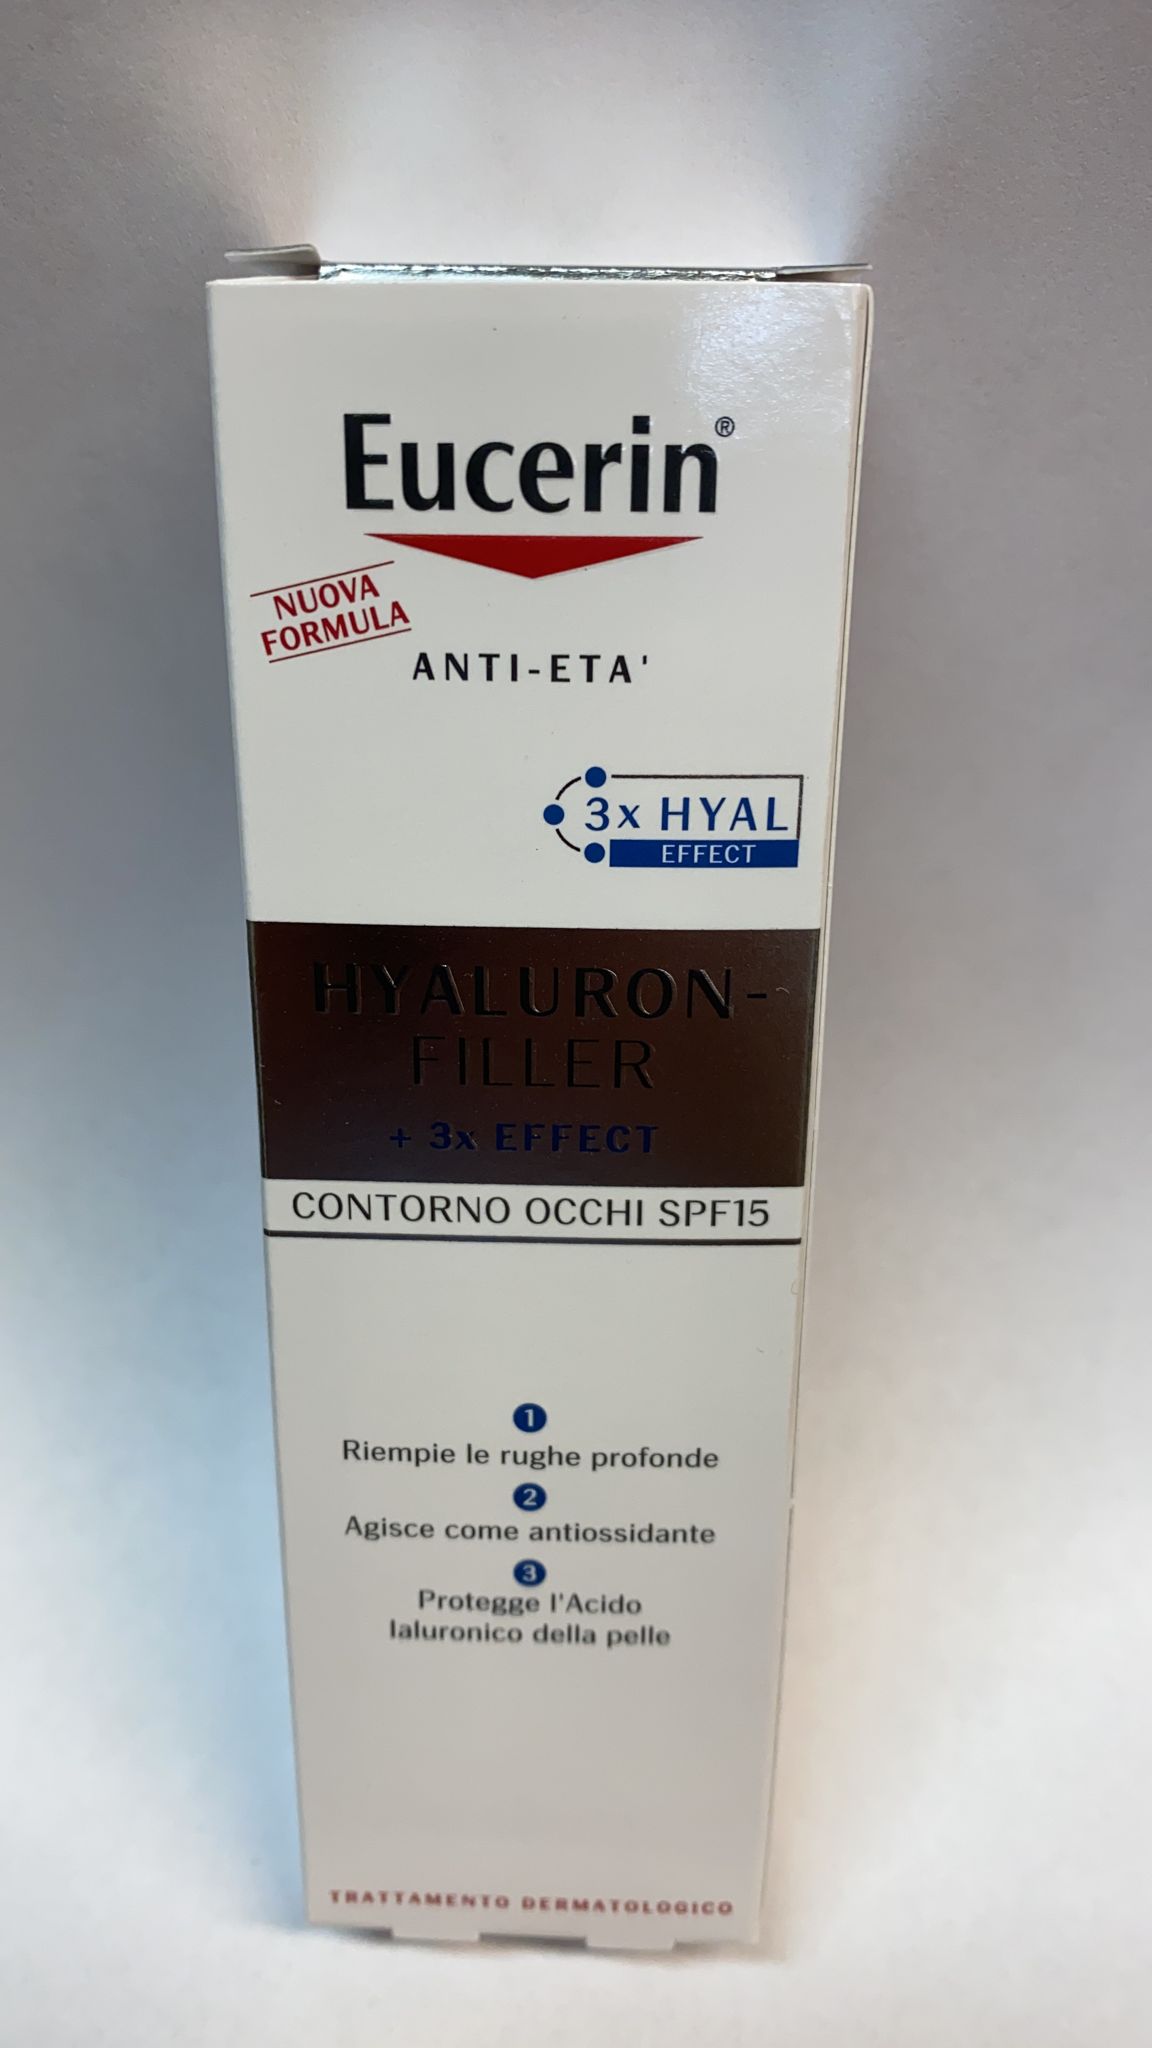 Eucerin®
NUOVA
FORMULA
ANTI-ETA'
3x HYAL
EFFECT
HYALURON-
FILLER
+ 3x EFFECT
CONTORNO OCCHI SPF15
1
Riempie le rughe profonde
2
Agisce come antiossidante
3
Protegge l'Acido
Ialuronico della pelle
TRATTAMENTO DERMATOLOGICO